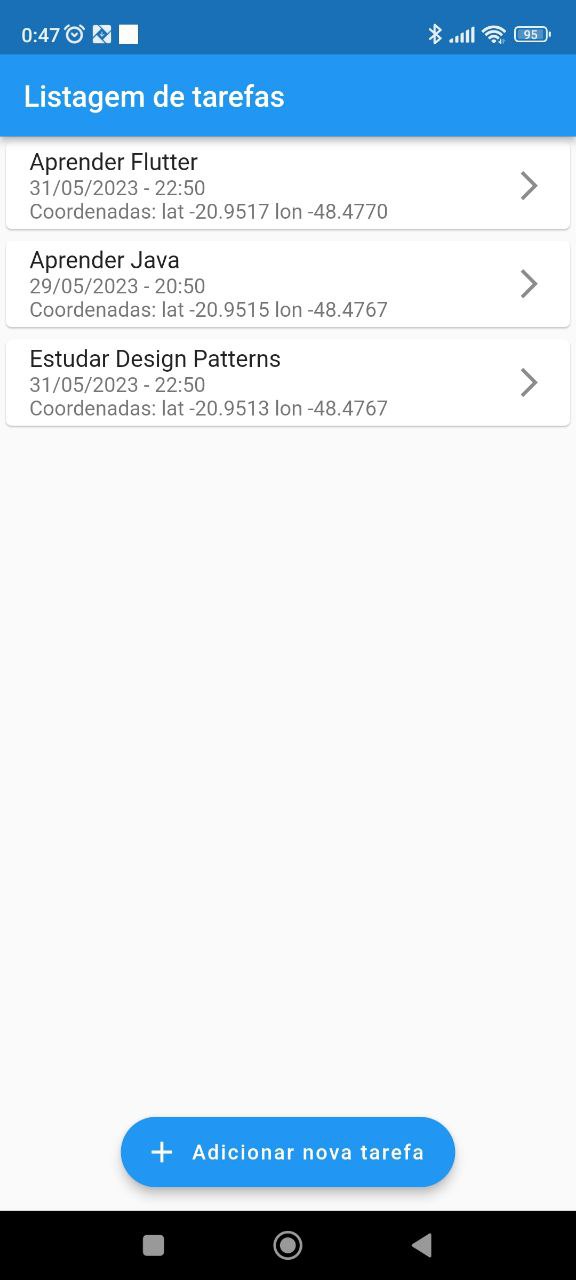 0:47
95
Listagem de tarefas
Aprender Flutter
31/05/2023 - 22:50
Coordenadas: lat -20.9517 lon -48.4770
Aprender Java
29/05/2023 - 20:50
Coordenadas: lat -20.9515 lon -48.4767
Estudar Design Patterns
31/05/2023 - 22:50
Coordenadas: lat -20.9513 lon -48.4767
+ Adicionar nova tarefa